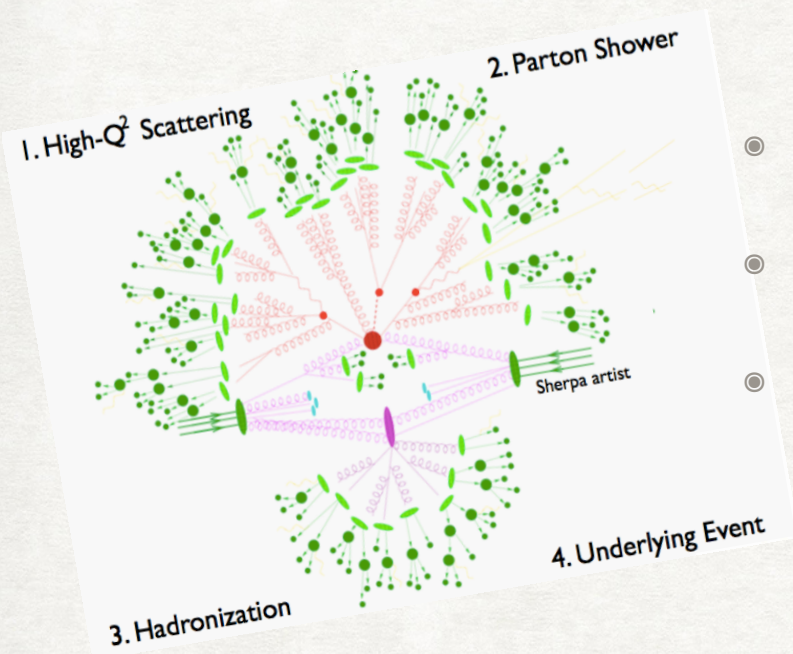 1. High-Q2 Scattering
2. Parton Shower
Sherpa artist
3. Hadronization
4. Underlying Event